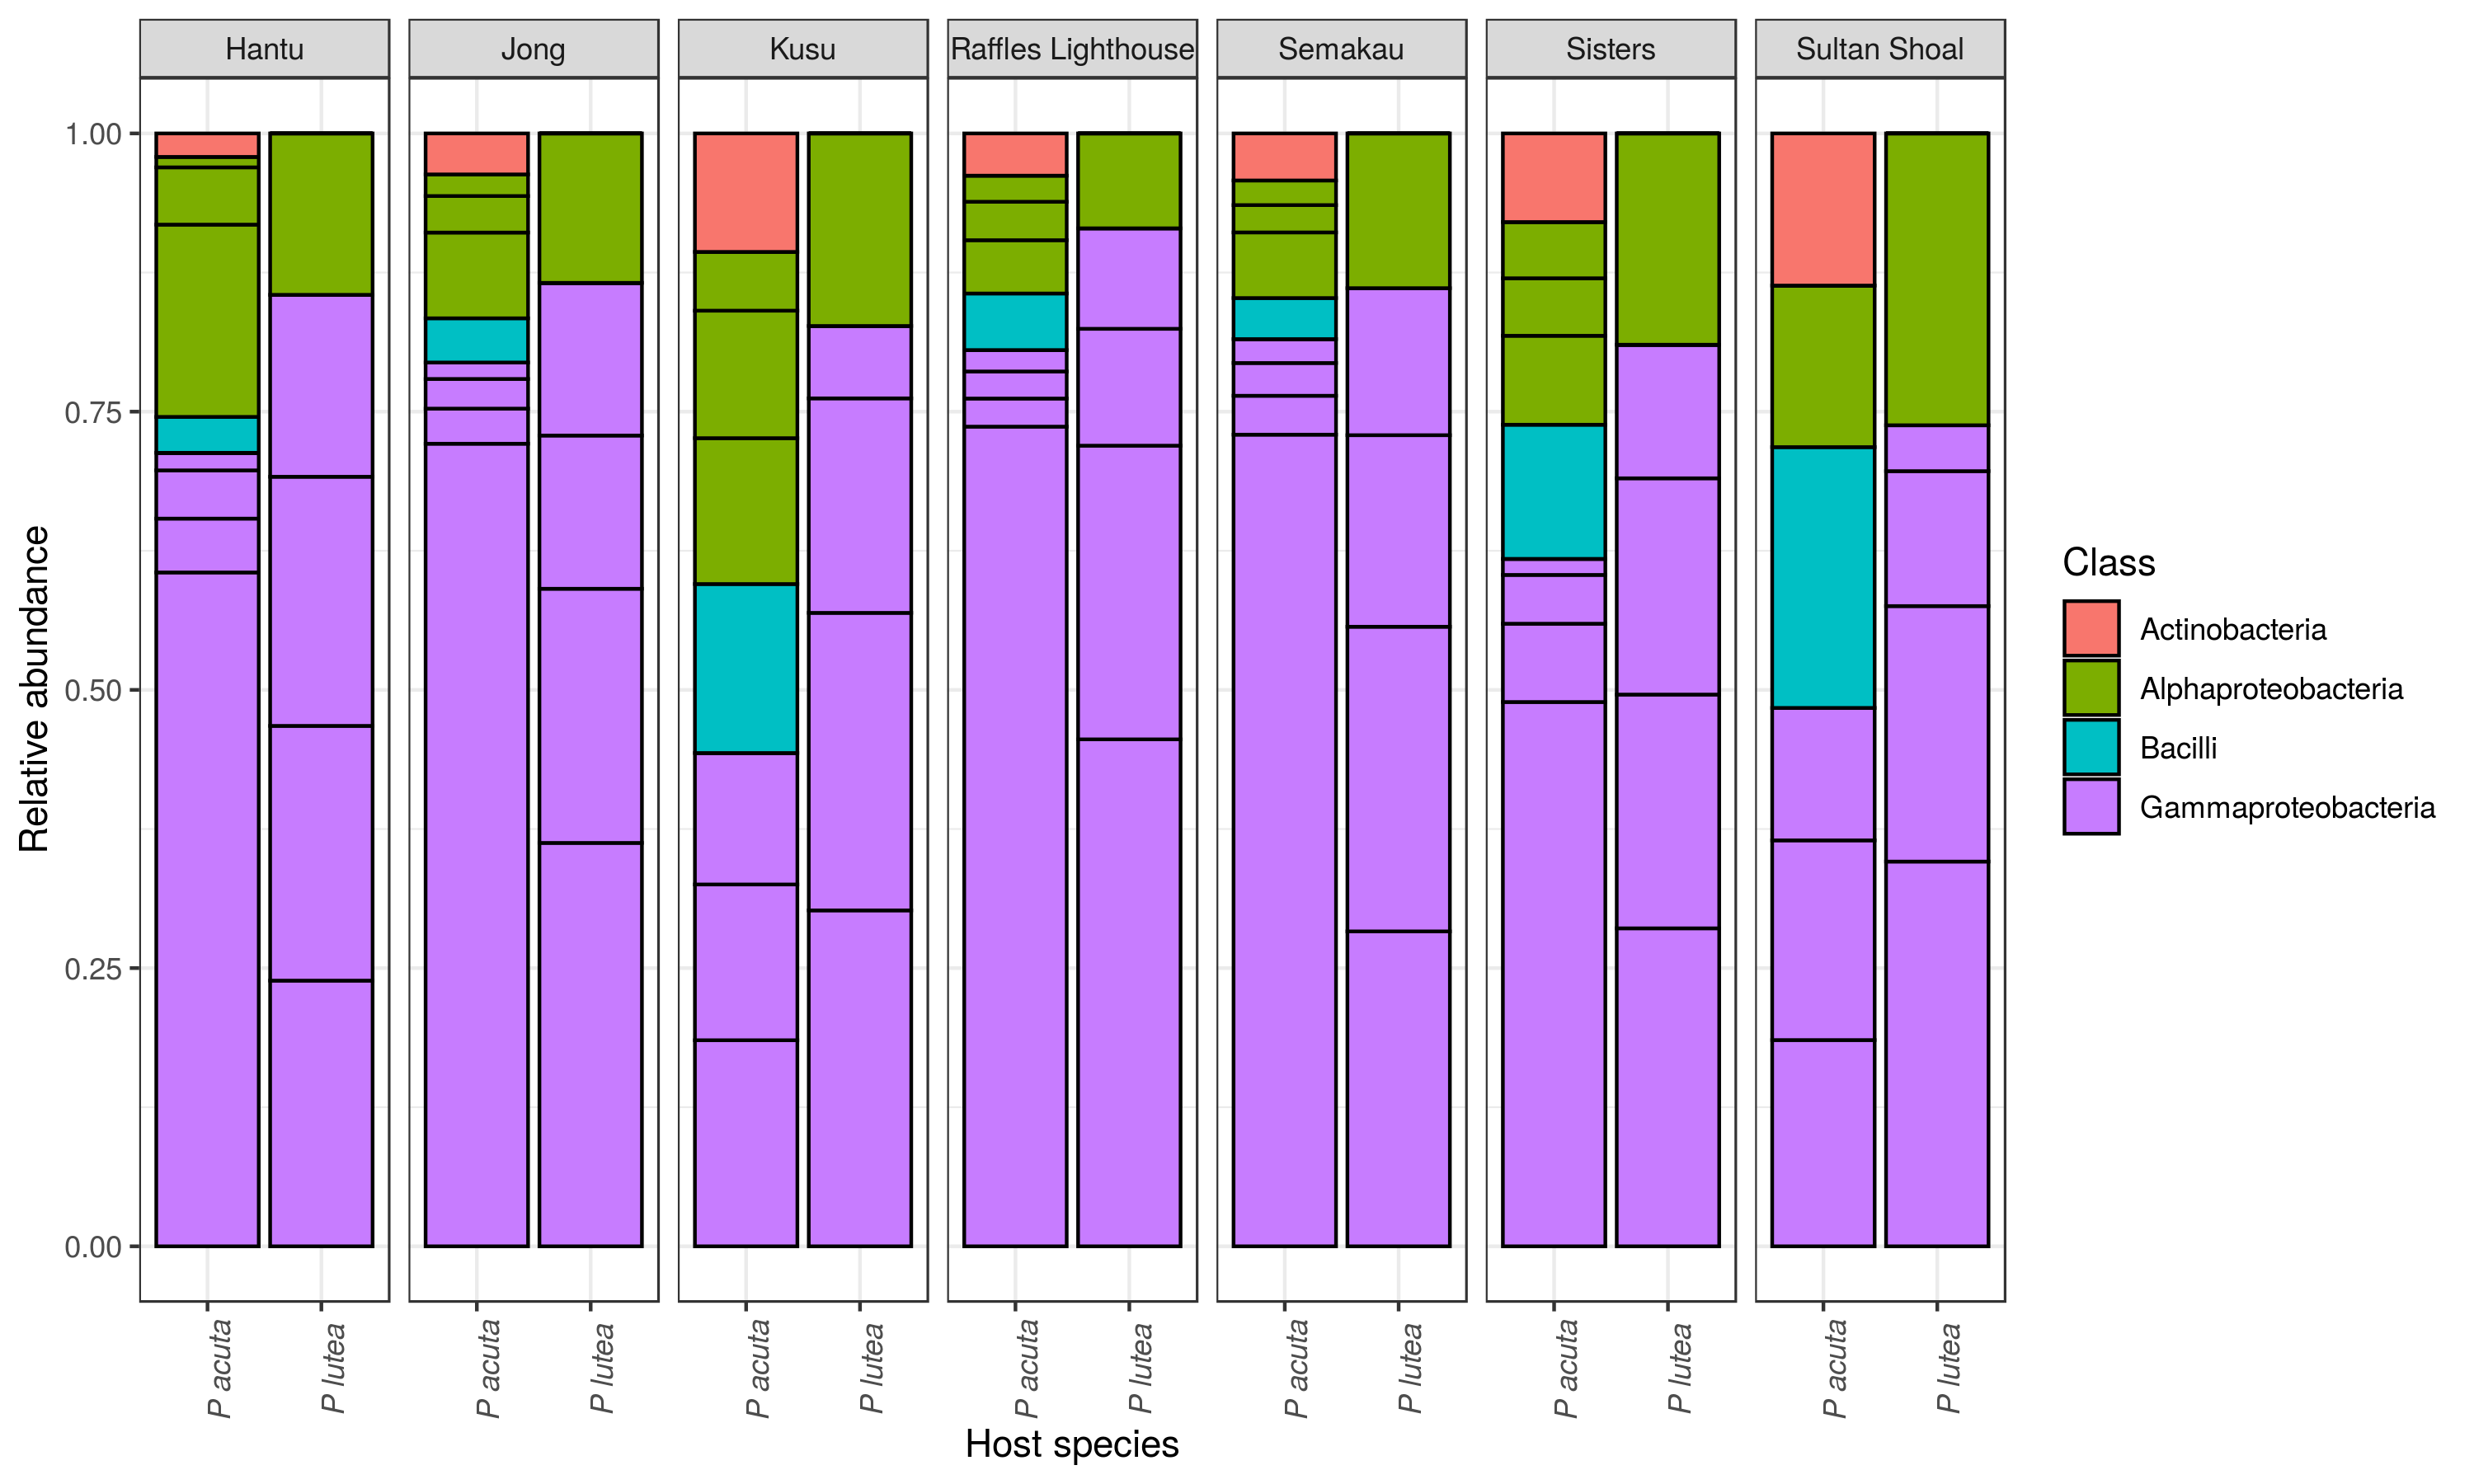 Hantu
Jong
Kusu
Raffles Lighthouse
Semakau
Sisters
Sultan Shoal
1.00
0.75
0.50
0.25
0.00
Relative abundance
P acuta
P lutea
P acuta
P lutea
P acuta
P lutea
P acuta
P lutea
P acuta
P lutea
P acuta
P lutea
P acuta
P lutea
Host species
Class
Actinobacteria
Alphaproteobacteria
Bacilli
Gammaproteobacteria